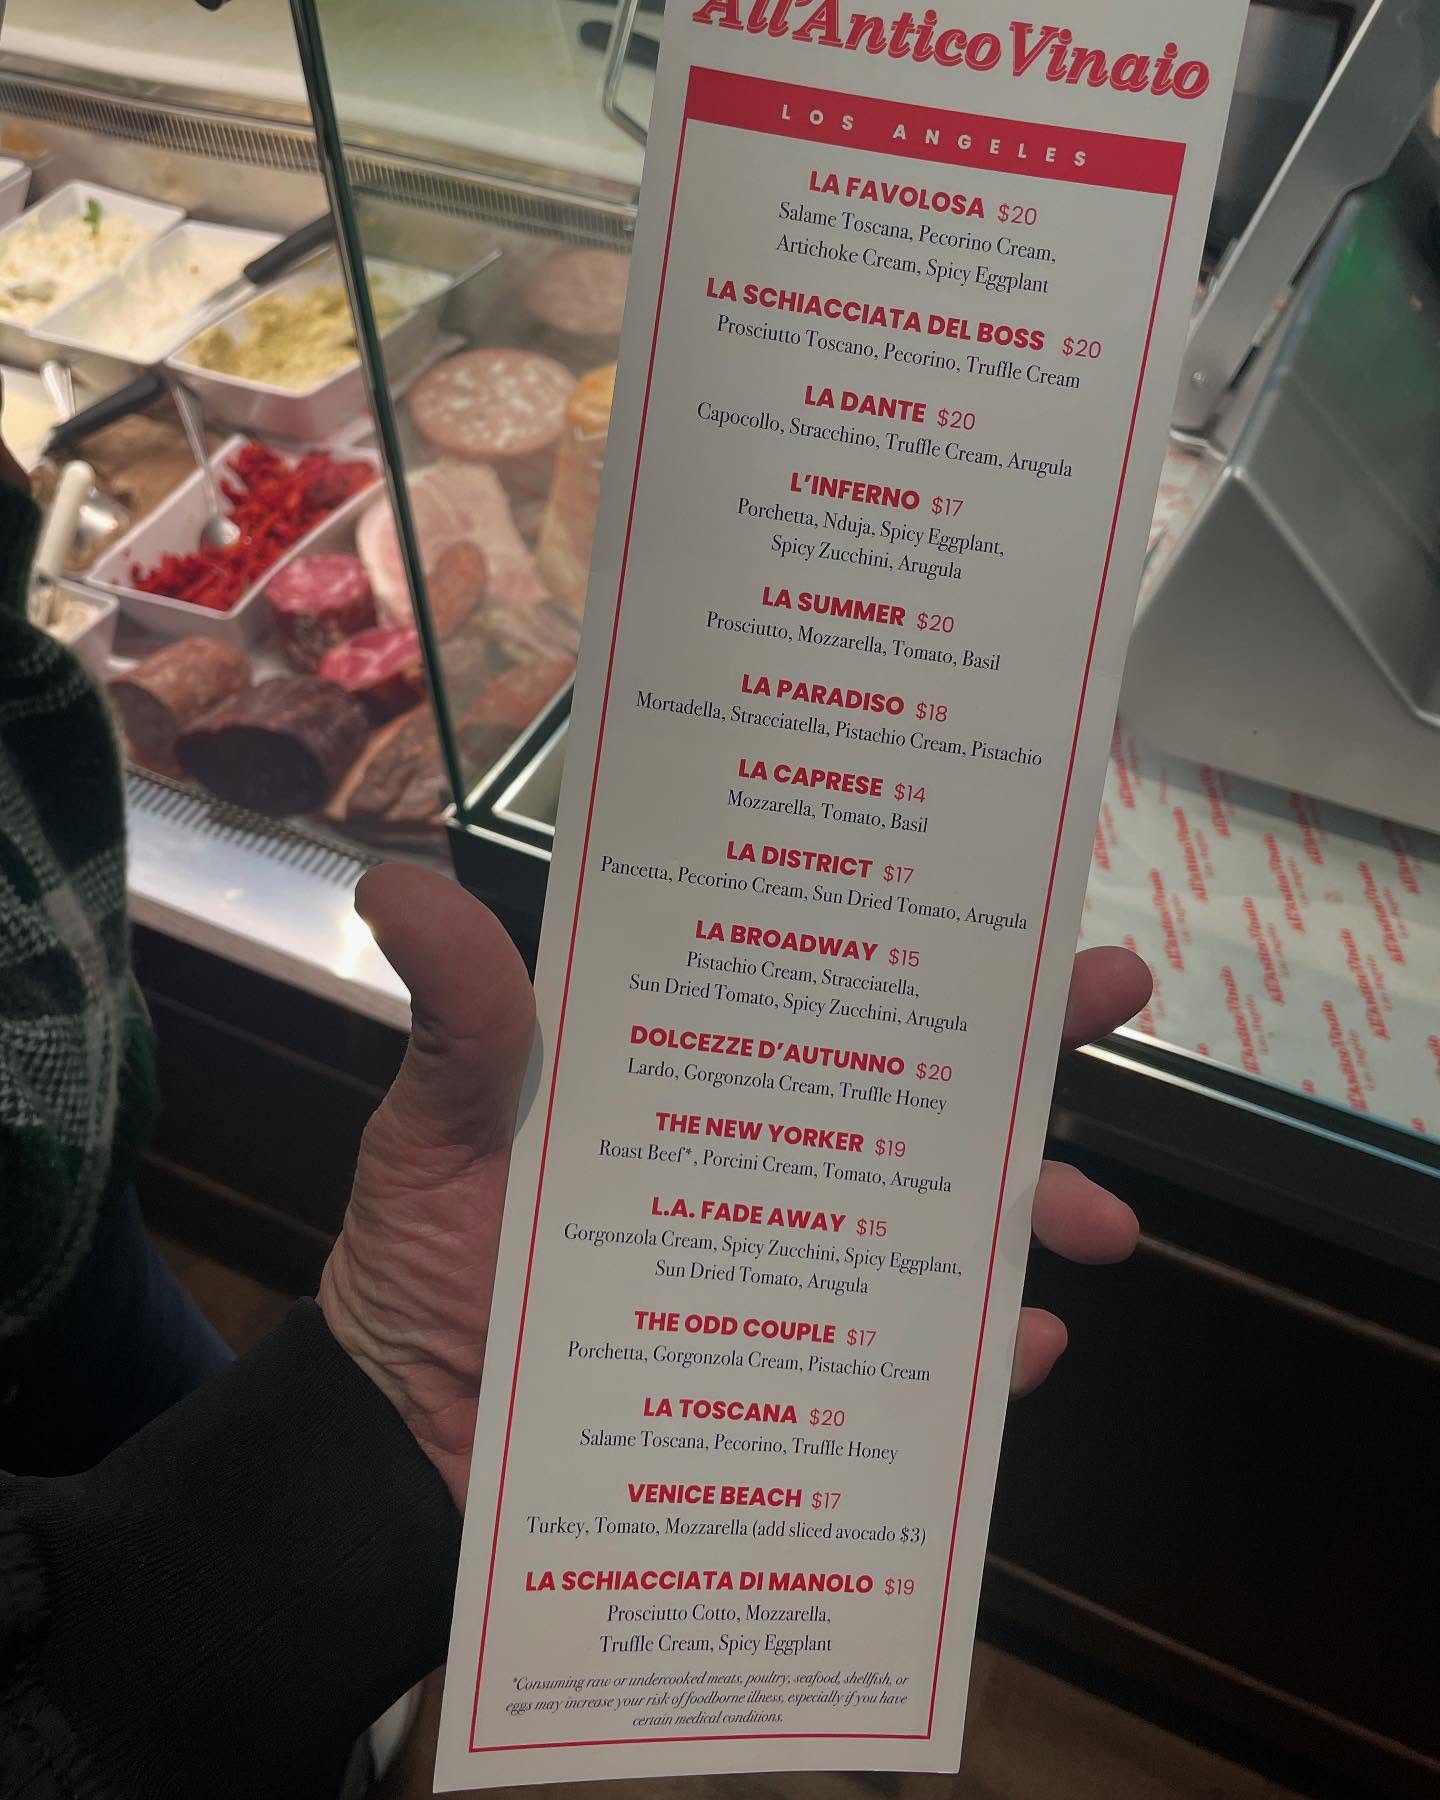 All'Antico Vinaio
LOS ANGELES
LA FAVOLOSA $20
Salame Toscana, Pecorino Cream,
Artichoke Cream, Spicy Eggplant
LA SCHIACCIATA DEL BOSS $20
Prosciutto Toscano, Pecorino, Truffle Cream
LA DANTE $20
Capocollo, Stracchino, Truffle Cream, Arugula
L'INFERNO $17
Porchetta, Nduja, Spicy Eggplant,
Spicy Zucchini, Arugula
LA SUMMER $20
Prosciutto, Mozzarella, Tomato, Basil
LA PARADISO $18
Mortadella, Stracciatella, Pistachio Cream, Pistachio
LA CAPRESE $14
Mozzarella, Tomato, Basil
LA DISTRICT $17
Pancetta, Pecorino Cream, Sun Dried Tomato, Arugula
LA BROADWAY $15
Pistachio Cream, Stracciatella,
Sun Dried Tomato, Spicy Zucchini, Arugula
DOLCEZZE D'AUTUNNO $20
Lardo, Gorgonzola Cream, Truffle Honey
THE NEW YORKER $19
Roast Beef*, Porcini Cream, Tomato, Arugula
L.A. FADE AWAY $15
Gorgonzola Cream, Spicy Zucchini, Spicy Eggplant,
Sun Dried Tomato, Arugula
THE ODD COUPLE $17
Porchetta, Gorgonzola Cream, Pistachio Cream
LA TOSCANA $20
Salame Toscana, Pecorino, Truffle Honey
VENICE BEACH $17
Turkey, Tomato, Mozzarella (add sliced avocado $3)
LA SCHIACCIATA DI MANOLO $19
Prosciutto Cotto, Mozzarella,
Truffle Cream, Spicy Eggplant
*Consuming raw or undercooked meats, poultry, seafood, shellfish, or
eggs may increase your risk of foodborne illness, especially if you have
certain medical conditions.